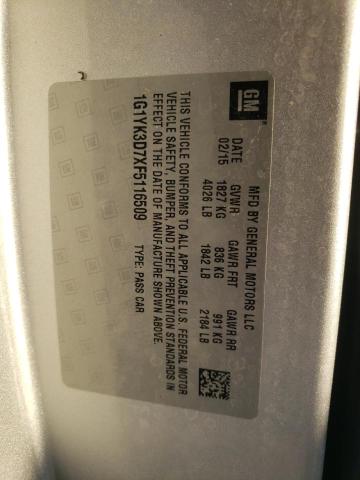 GM
MFD BY GENERAL MOTORS LLC
DATE GVWR GAWR FRT GAWR RR
02/15 1827 KG 836 KG 991 KG
4026 LB 1842 LB 2184 LB
THIS VEHICLE CONFORMS TO ALL APPLICABLE U.S. FEDERAL MOTOR
VEHICLE SAFETY, BUMPER, AND THEFT PREVENTION STANDARDS IN
EFFECT ON THE DATE OF MANUFACTURE SHOWN ABOVE.
1G1YK3D7XF5116509 TYPE: PASS CAR